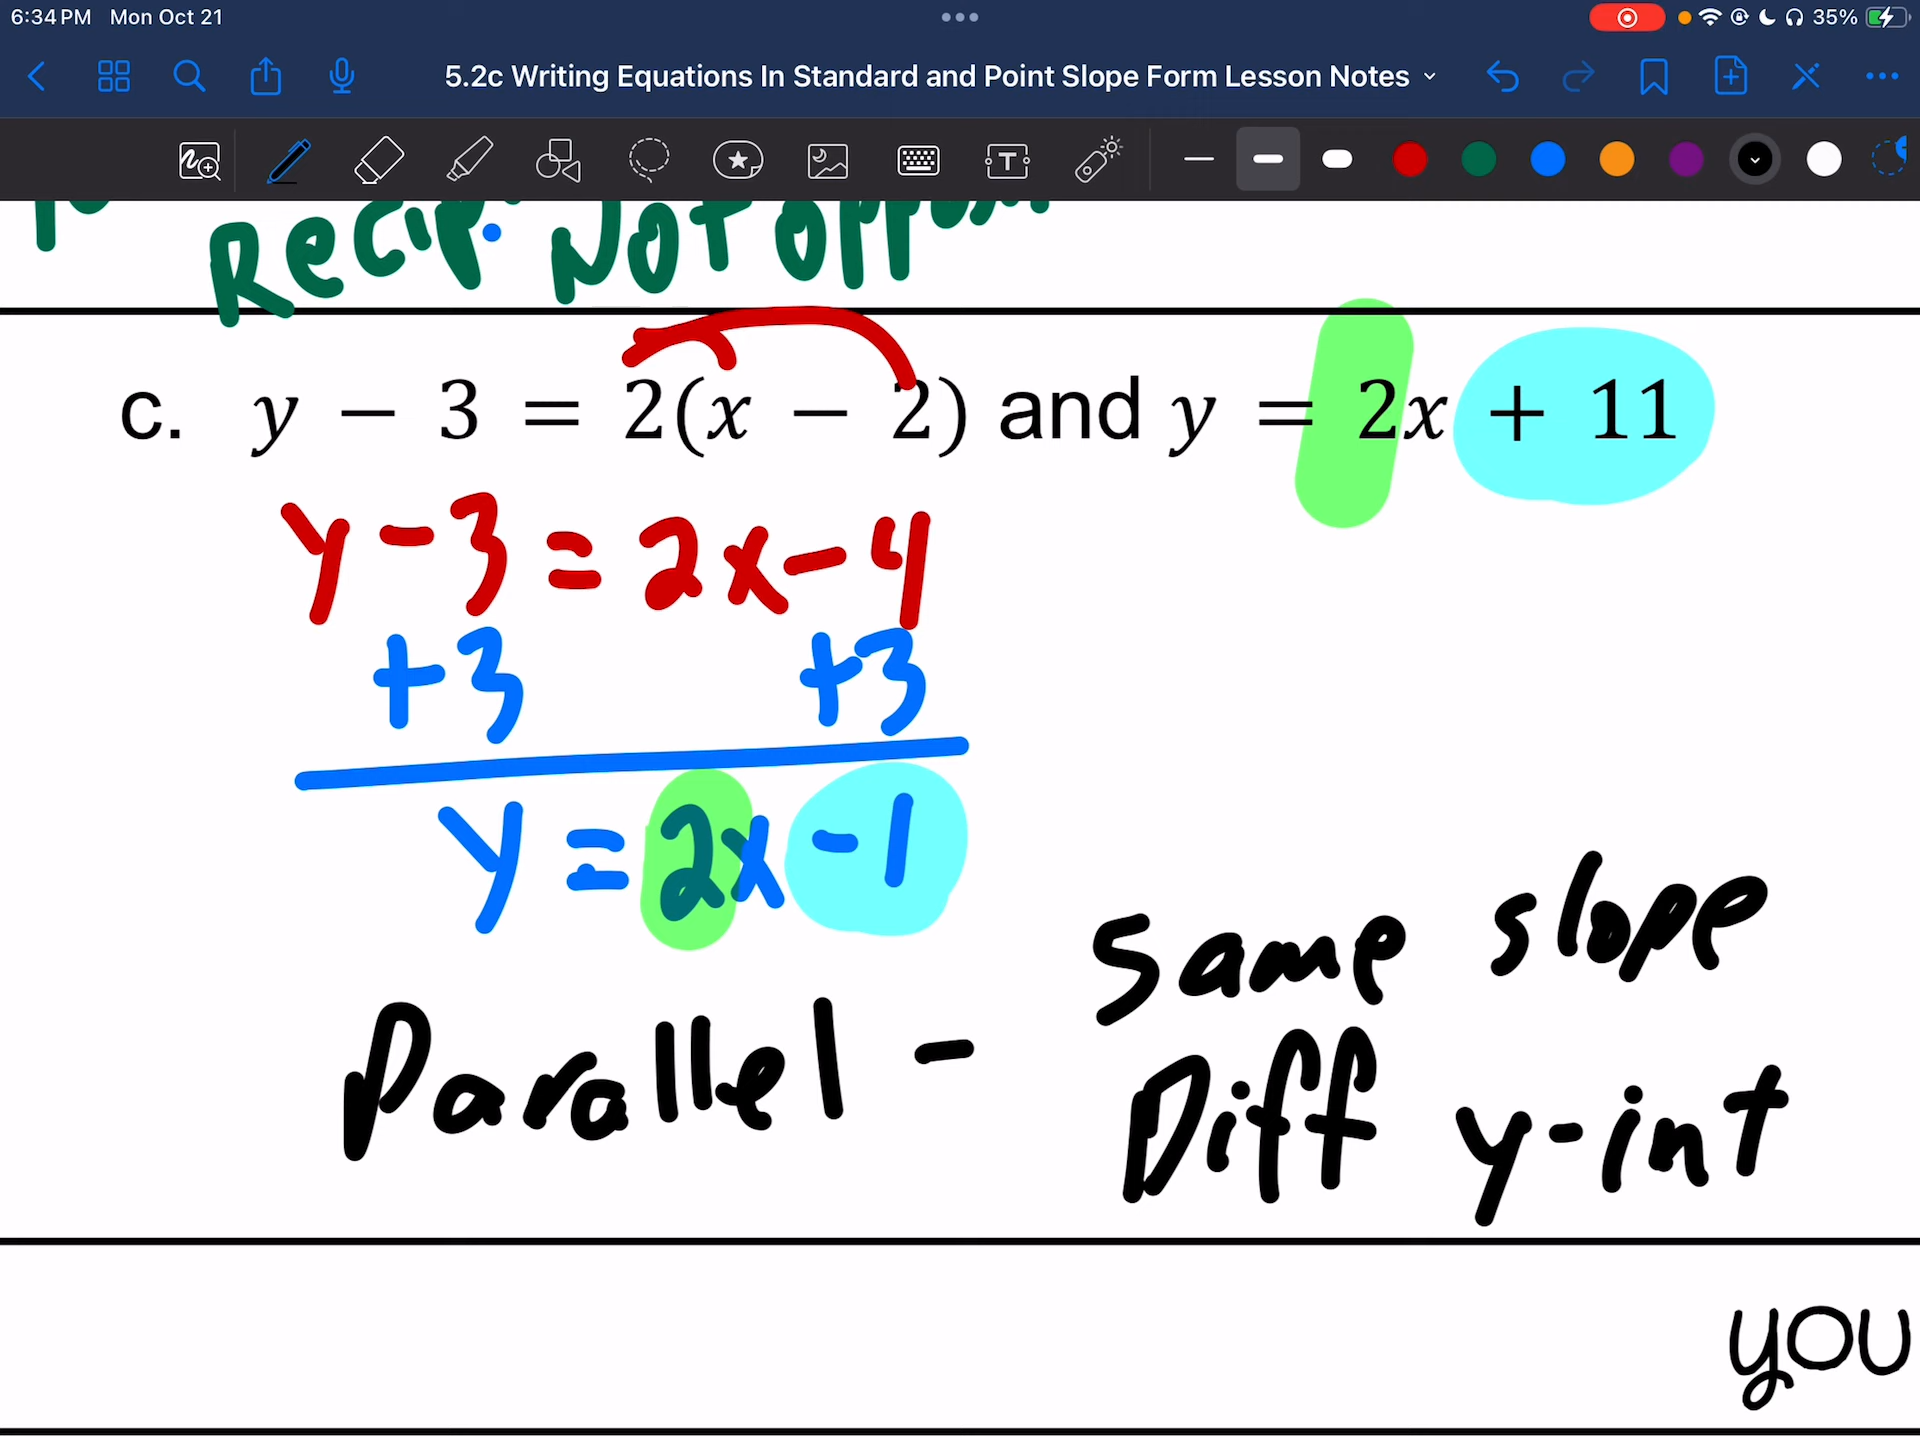 6:34 PM Mon Oct 21
35%
5.2c Writing Equations In Standard and Point Slope Form Lesson Notes
Recip. Not
c. y − 3 = 2(x − 2) and y = 2x + 11
y - 3 = 2x - 4
+3 +3
y = 2x - 1
Parallel - Same slope
Diff y-int
you